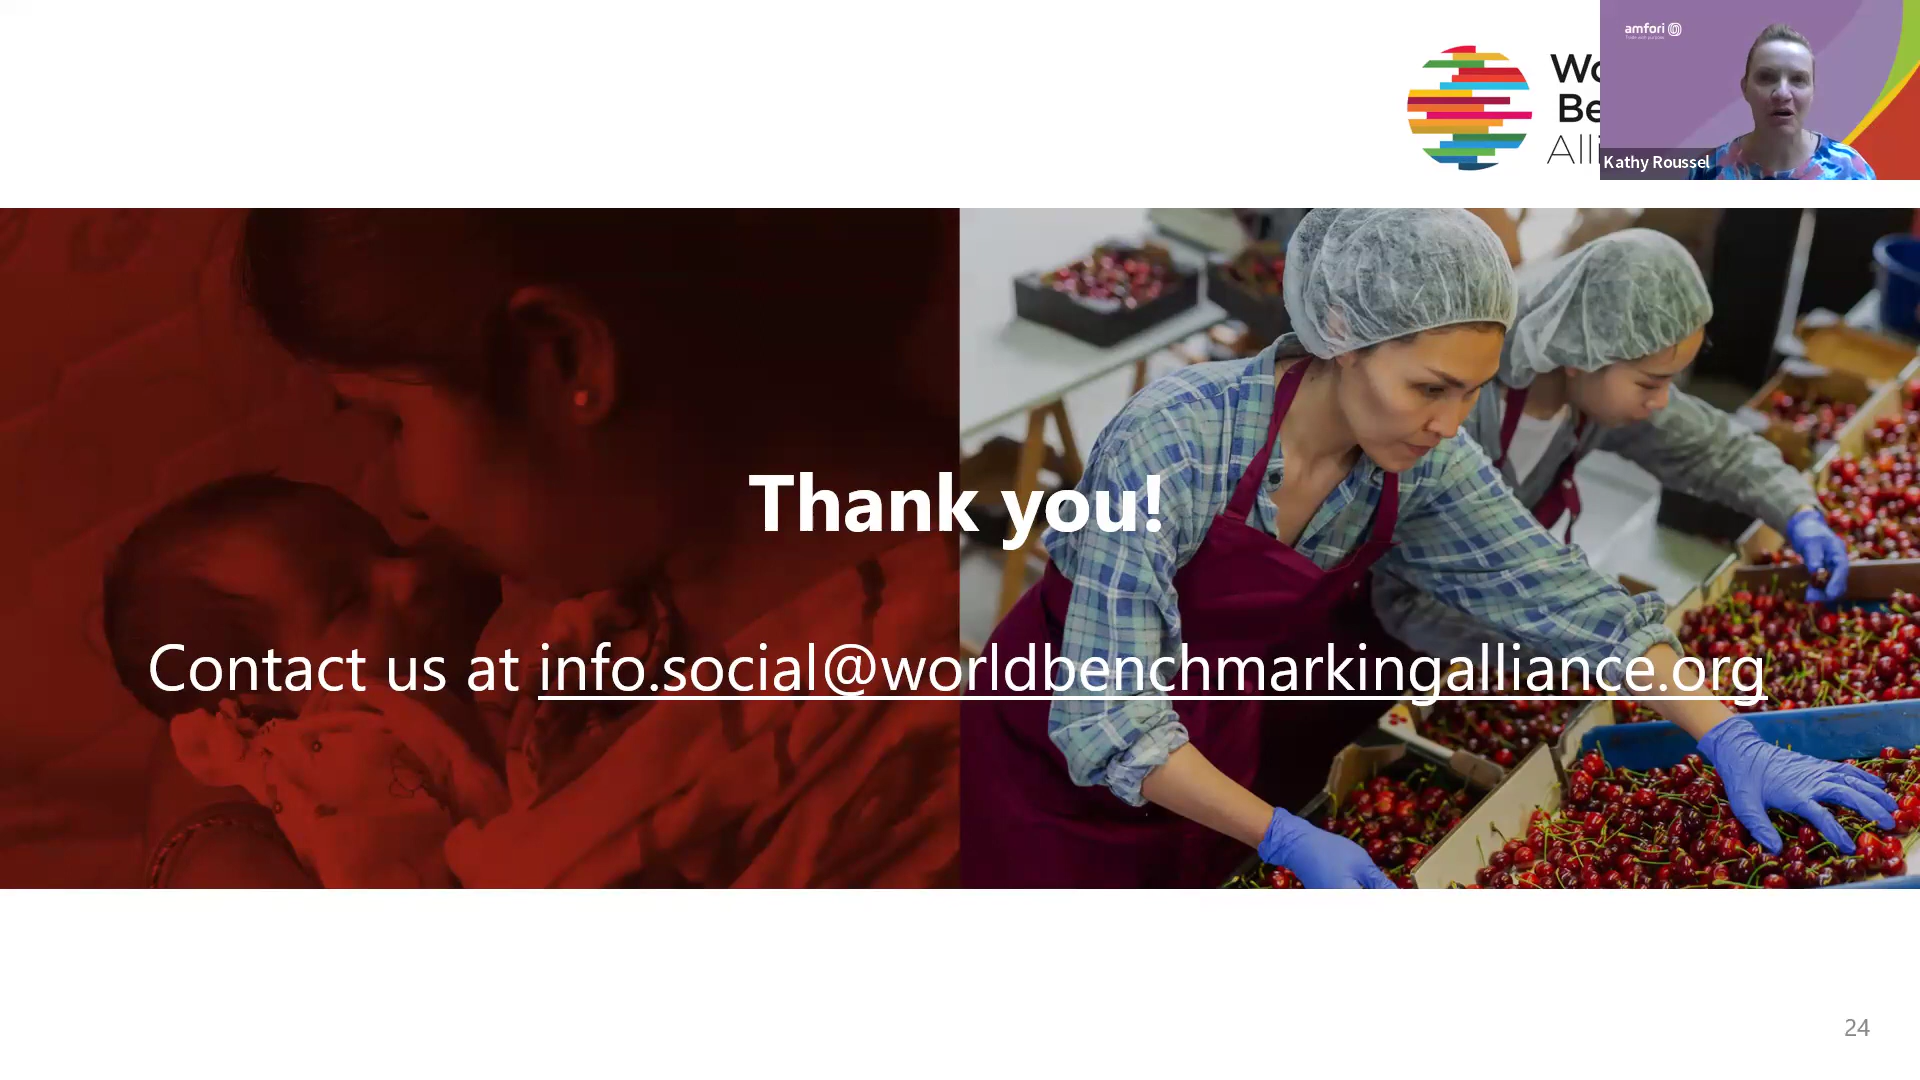 amfori
Kathy Roussel
Thank you!
Contact us at info.social@worldbenchmarkingalliance.org
24